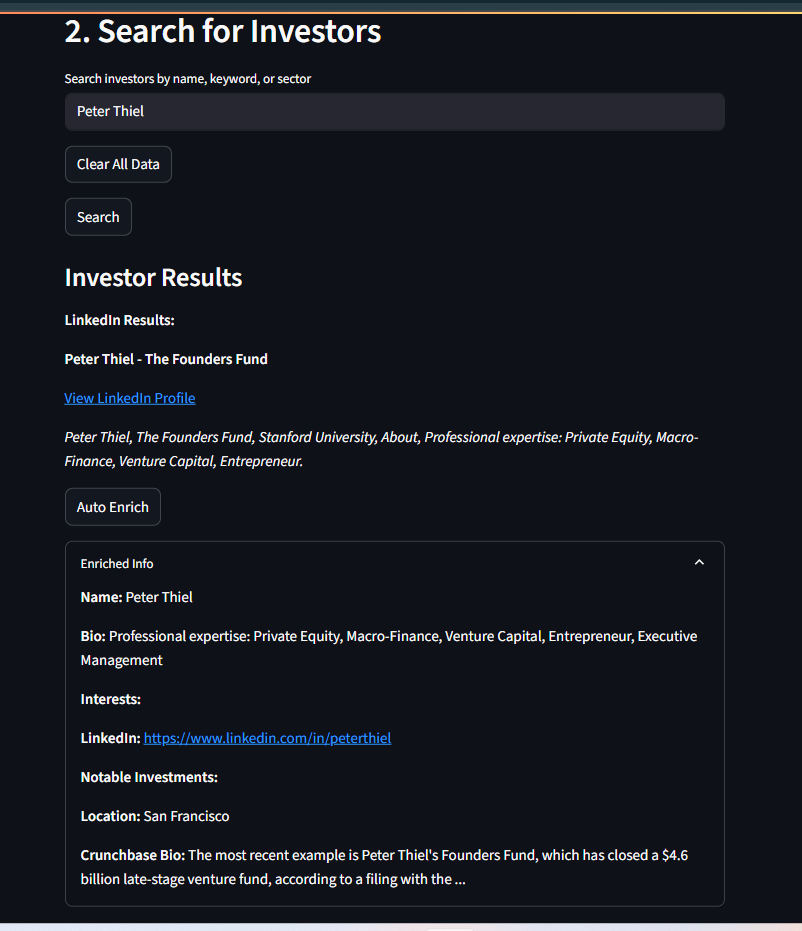 2. Search for Investors
Search investors by name, keyword, or sector
Peter Thiel
Clear All Data
Search
Investor Results
LinkedIn Results:
Peter Thiel - The Founders Fund
View LinkedIn Profile
Peter Thiel, The Founders Fund, Stanford University, About, Professional expertise: Private Equity, Macro-
Finance, Venture Capital, Entrepreneur.
Auto Enrich
Enriched Info
Name: Peter Thiel
Bio: Professional expertise: Private Equity, Macro-Finance, Venture Capital, Entrepreneur, Executive
Management
Interests:
LinkedIn: https://www.linkedin.com/in/peterthiel
Notable Investments:
Location: San Francisco
Crunchbase Bio: The most recent example is Peter Thiel's Founders Fund, which has closed a $4.6
billion late-stage venture fund, according to a filing with the ...